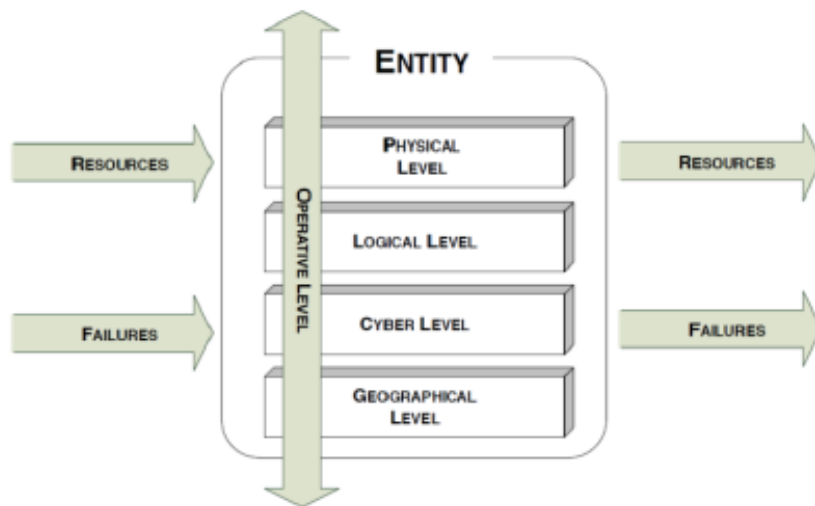 ENTITY
RESOURCES
PHYSICAL
LEVEL
RESOURCES
OPERATIVE LEVEL
LOGICAL LEVEL
FAILURES
CYBER LEVEL
FAILURES
GEOGRAPHICAL
LEVEL